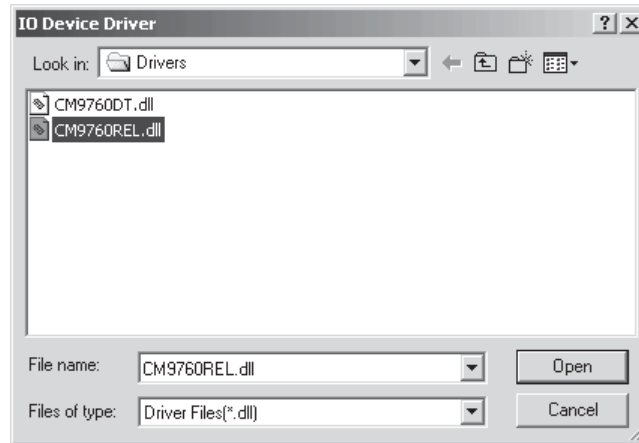 IO Device Driver
Look in: Drivers
CM9760DT.dll
CM9760REL.dll
File name: CM9760REL.dll Open
Files of type: Driver Files(*.dll) Cancel